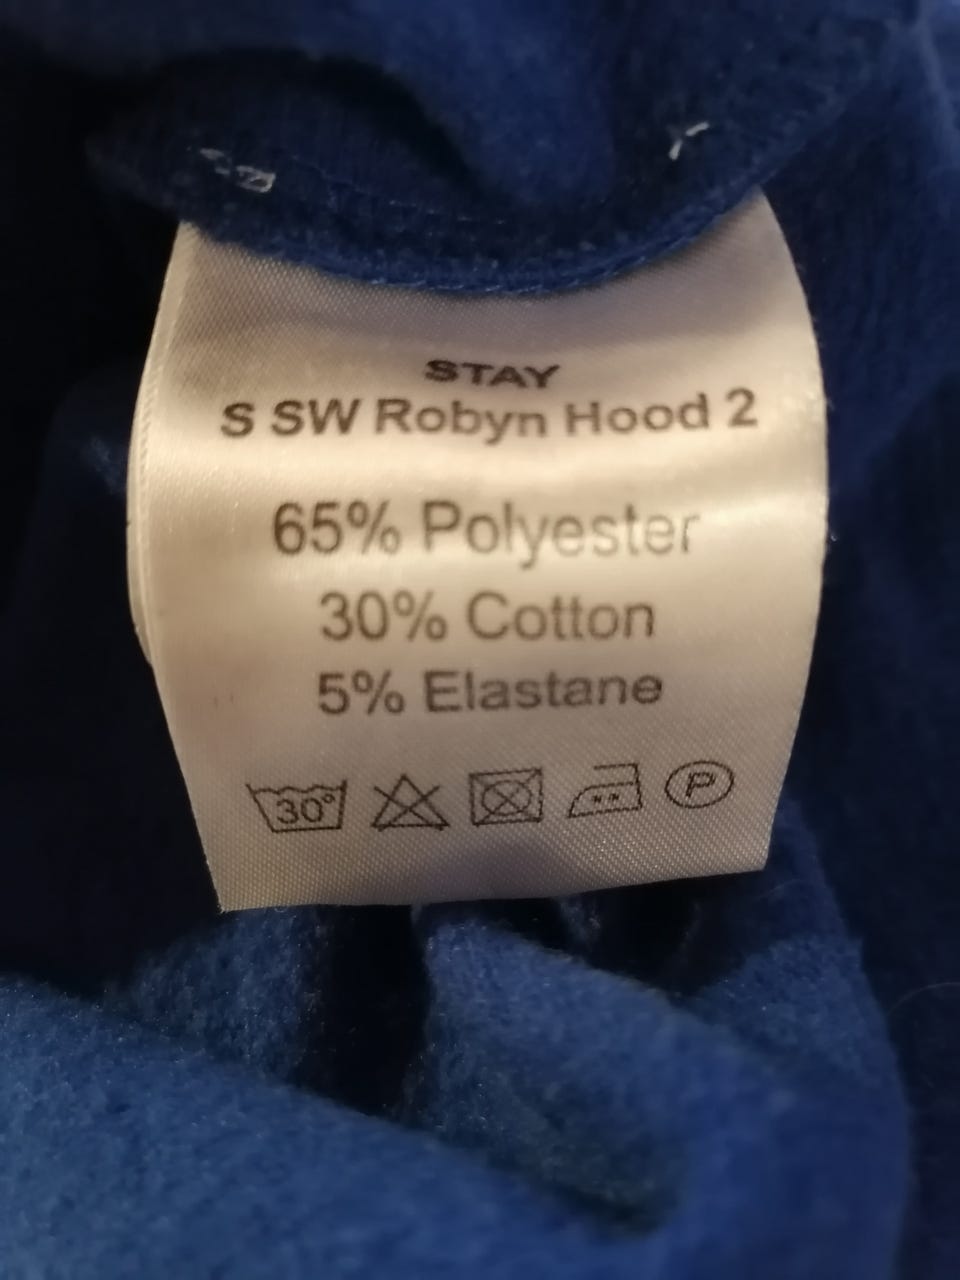 STAY
S SW Robyn Hood 2
65% Polyester
30% Cotton
5% Elastane
30° P